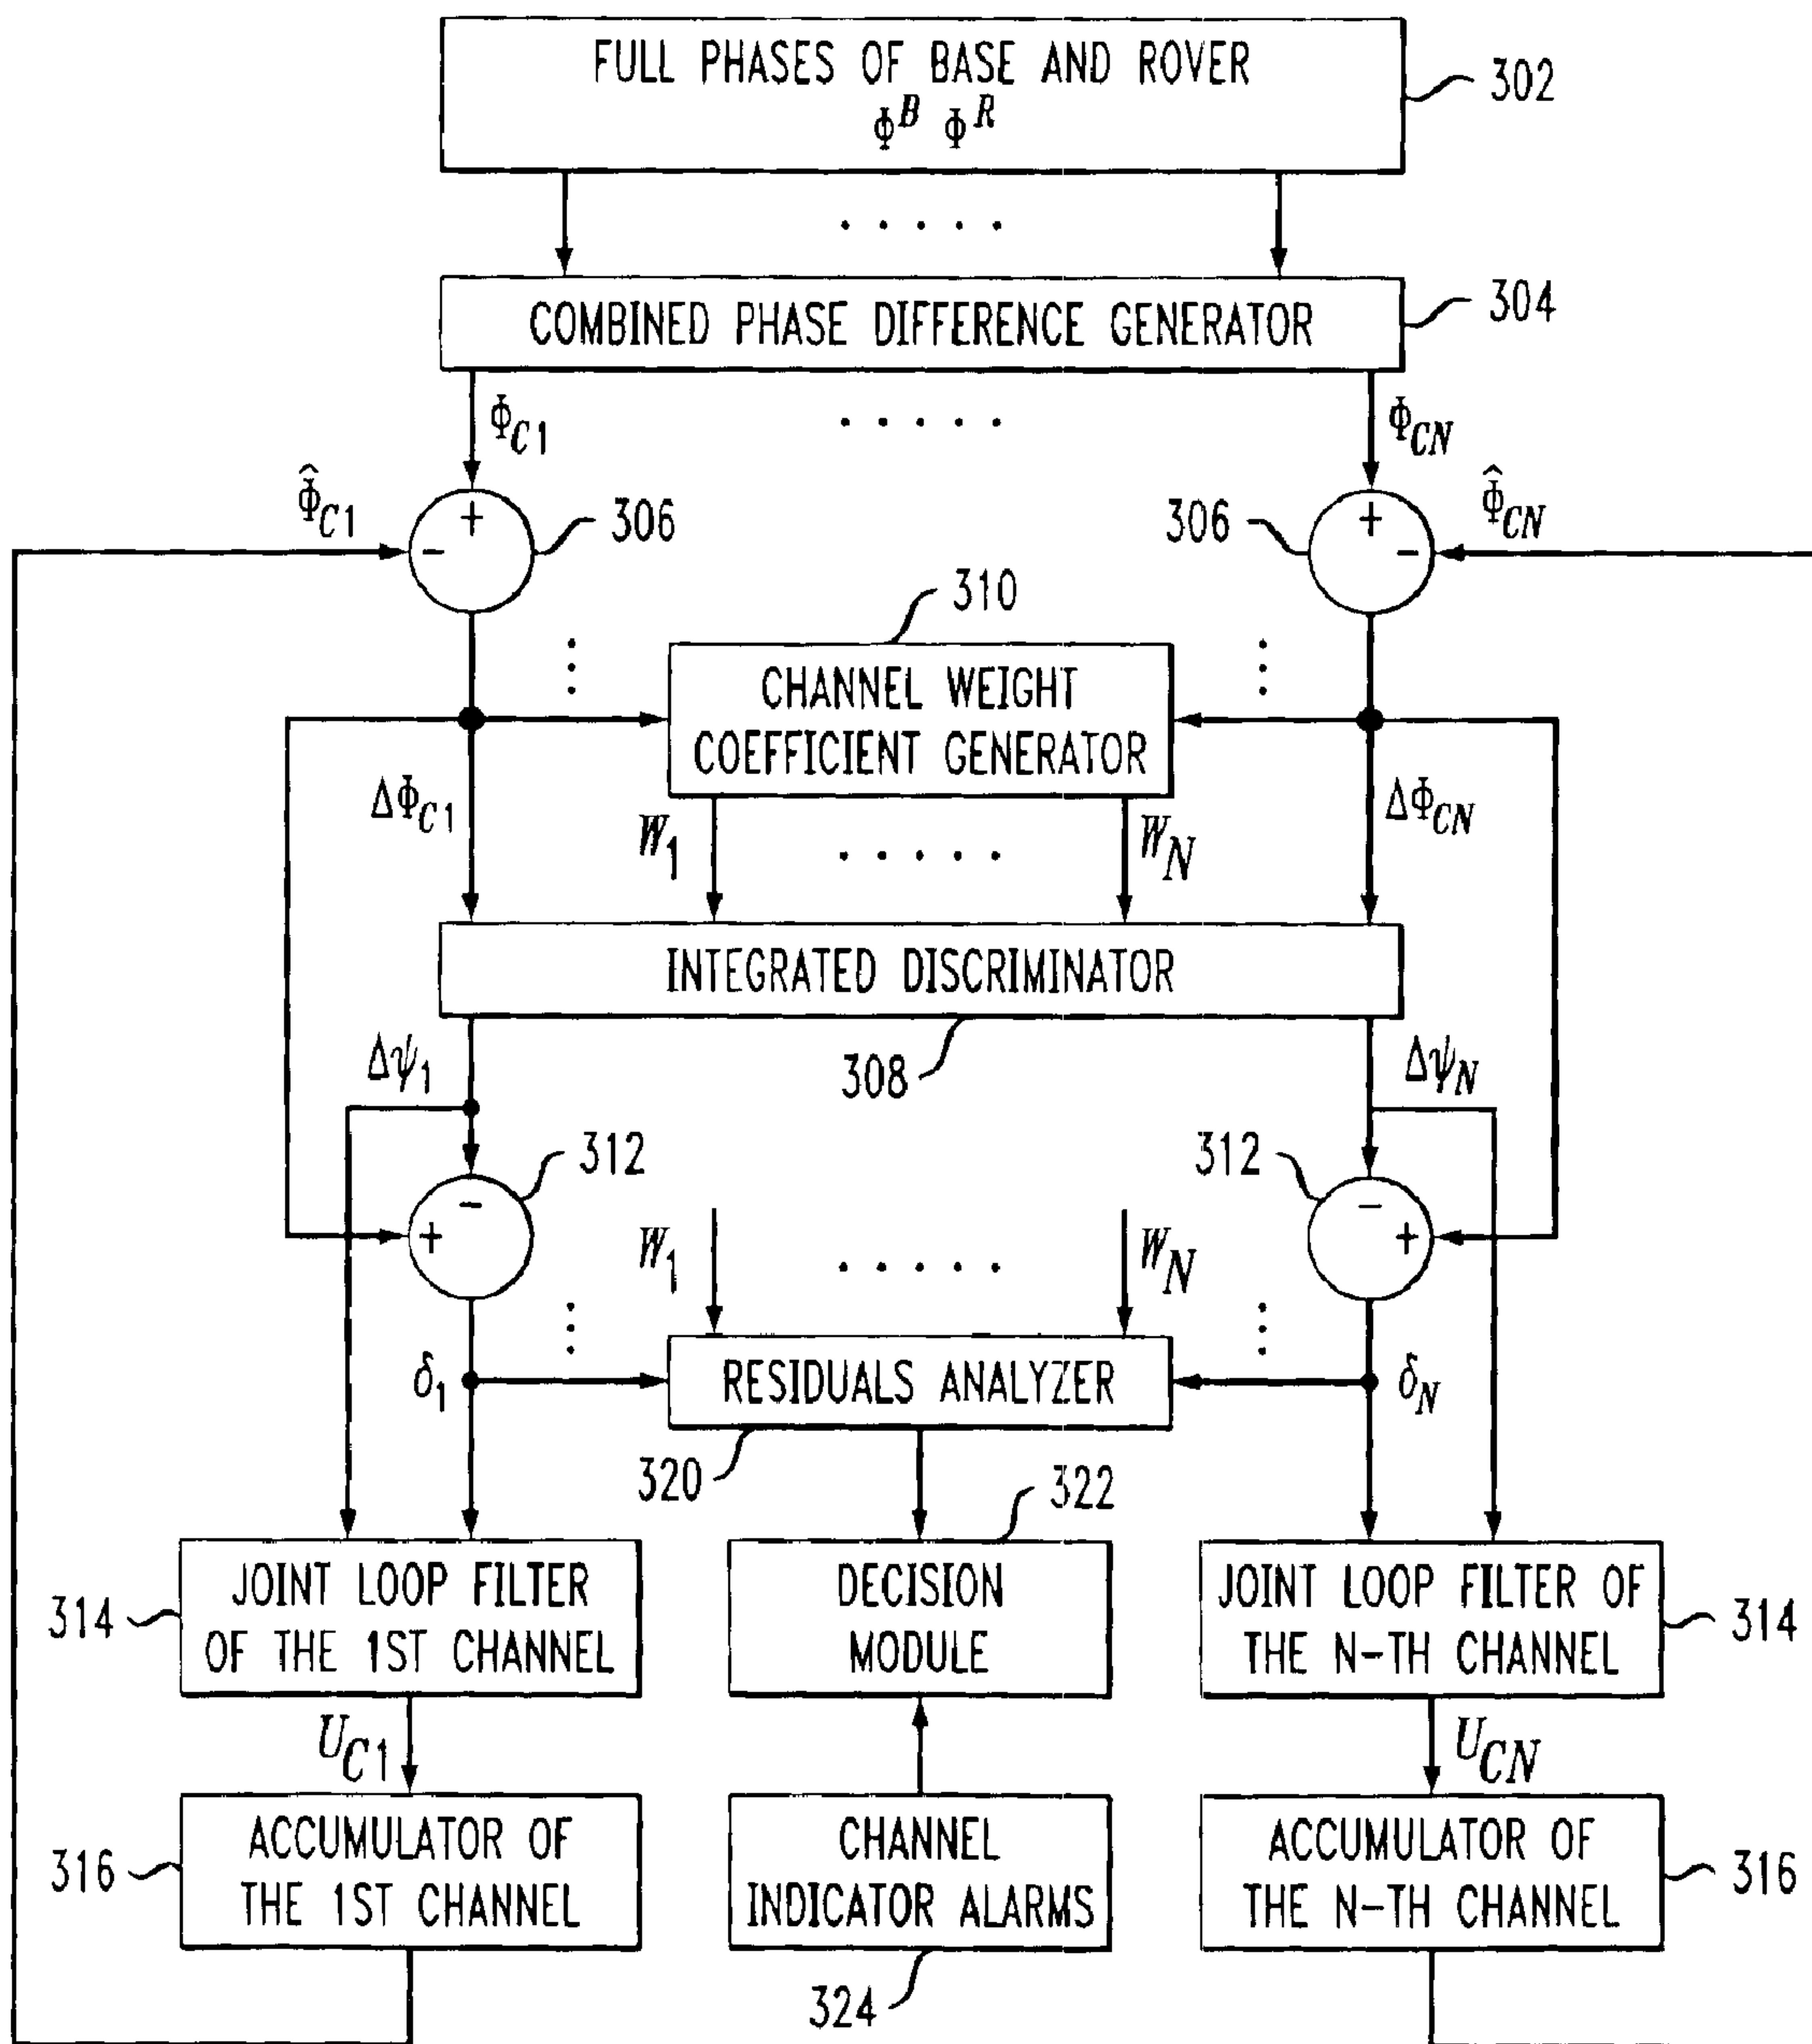 FULL PHASES OF BASE AND ROVER
Φ^B Φ^R
302
COMBINED PHASE DIFFERENCE GENERATOR
304
Φ_C1
Φ_CN
Φ̂_C1
+
-
306
306
+
-
Φ̂_CN
310
CHANNEL WEIGHT
COEFFICIENT GENERATOR
ΔΦ_C1
W_1
W_N
ΔΦ_CN
INTEGRATED DISCRIMINATOR
308
Δψ_1
Δψ_N
312
312
-
+
-
+
W_1
W_N
δ_1
RESIDUALS ANALYZER
δ_N
320
322
JOINT LOOP FILTER
OF THE 1ST CHANNEL
314
DECISION
MODULE
JOINT LOOP FILTER OF
THE N-TH CHANNEL
314
U_C1
U_CN
ACCUMULATOR OF
THE 1ST CHANNEL
316
CHANNEL
INDICATOR ALARMS
324
ACCUMULATOR OF
THE N-TH CHANNEL
316